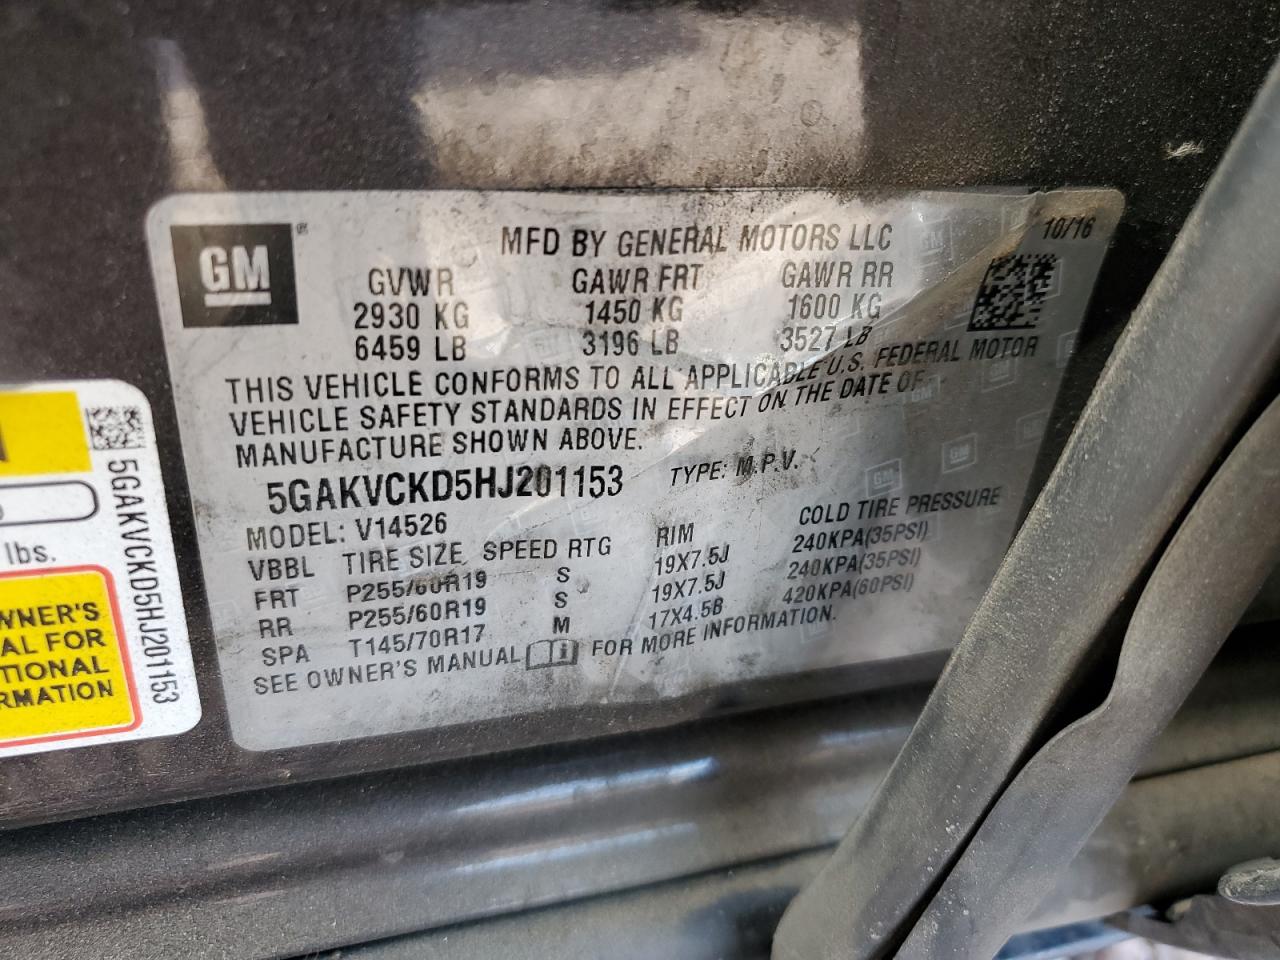 GM
MFD BY GENERAL MOTORS LLC 10/16
GVWR GAWR FRT GAWR RR
2930 KG 1450 KG 1600 KG
6459 LB 3196 LB 3527 LB
THIS VEHICLE CONFORMS TO ALL APPLICABLE U.S. FEDERAL MOTOR
VEHICLE SAFETY STANDARDS IN EFFECT ON THE DATE OF
MANUFACTURE SHOWN ABOVE.
5GAKVCKD5HJ201153 TYPE: M.P.V.
MODEL: V14526
VBBL TIRE SIZE SPEED RTG RIM COLD TIRE PRESSURE
FRT P255/60R19 S 19X7.5J 240KPA(35PSI)
RR P255/60R19 S 19X7.5J 240KPA(35PSI)
SPA T145/70R17 M 17X4.5B 420KPA(60PSI)
SEE OWNER'S MANUAL FOR MORE INFORMATION.
lbs.
WNER'S
AL FOR
TIONAL
RMATION
5GAKVCKD5HJ201153